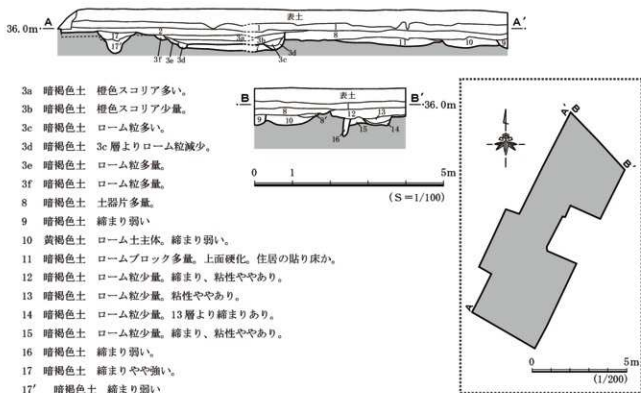 A
A'
36.0m
表土
1
2
8
3a
3b
17
17'
3f
3e
3d
3d
3c
11
10
9
3a 暗褐色土 橙色スコリア多い。
3b 暗褐色土 橙色スコリア少量。
3c 暗褐色土 ローム粒多い。
3d 暗褐色土 3c層よりローム粒減少。
3e 暗褐色土 ローム粒多量。
3f 暗褐色土 ローム粒多量。
8 暗褐色土 土器片多量。
9 暗褐色土 締まり弱い
10 黄褐色土 ローム土主体。締まり弱い。
11 暗褐色土 ロームブロック多量。上面硬化。住居の貼り床か。
12 暗褐色土 ローム粒少量。締まり、粘性ややあり。
13 暗褐色土 ローム粒少量。粘性ややあり。
14 暗褐色土 ローム粒少量。13層より締まりあり。
15 暗褐色土 ローム粒少量。締まり、粘性ややあり。
16 暗褐色土 締まり弱い。
17 暗褐色土 締まりやや強い。
17' 暗褐色土 締まり弱い
B
B'
36.0m
表土
8
12
13
9
10
8'
16
15
14
0 1 5m
(S=1/100)
A'
B
B'
A
0 5m
(1/200)